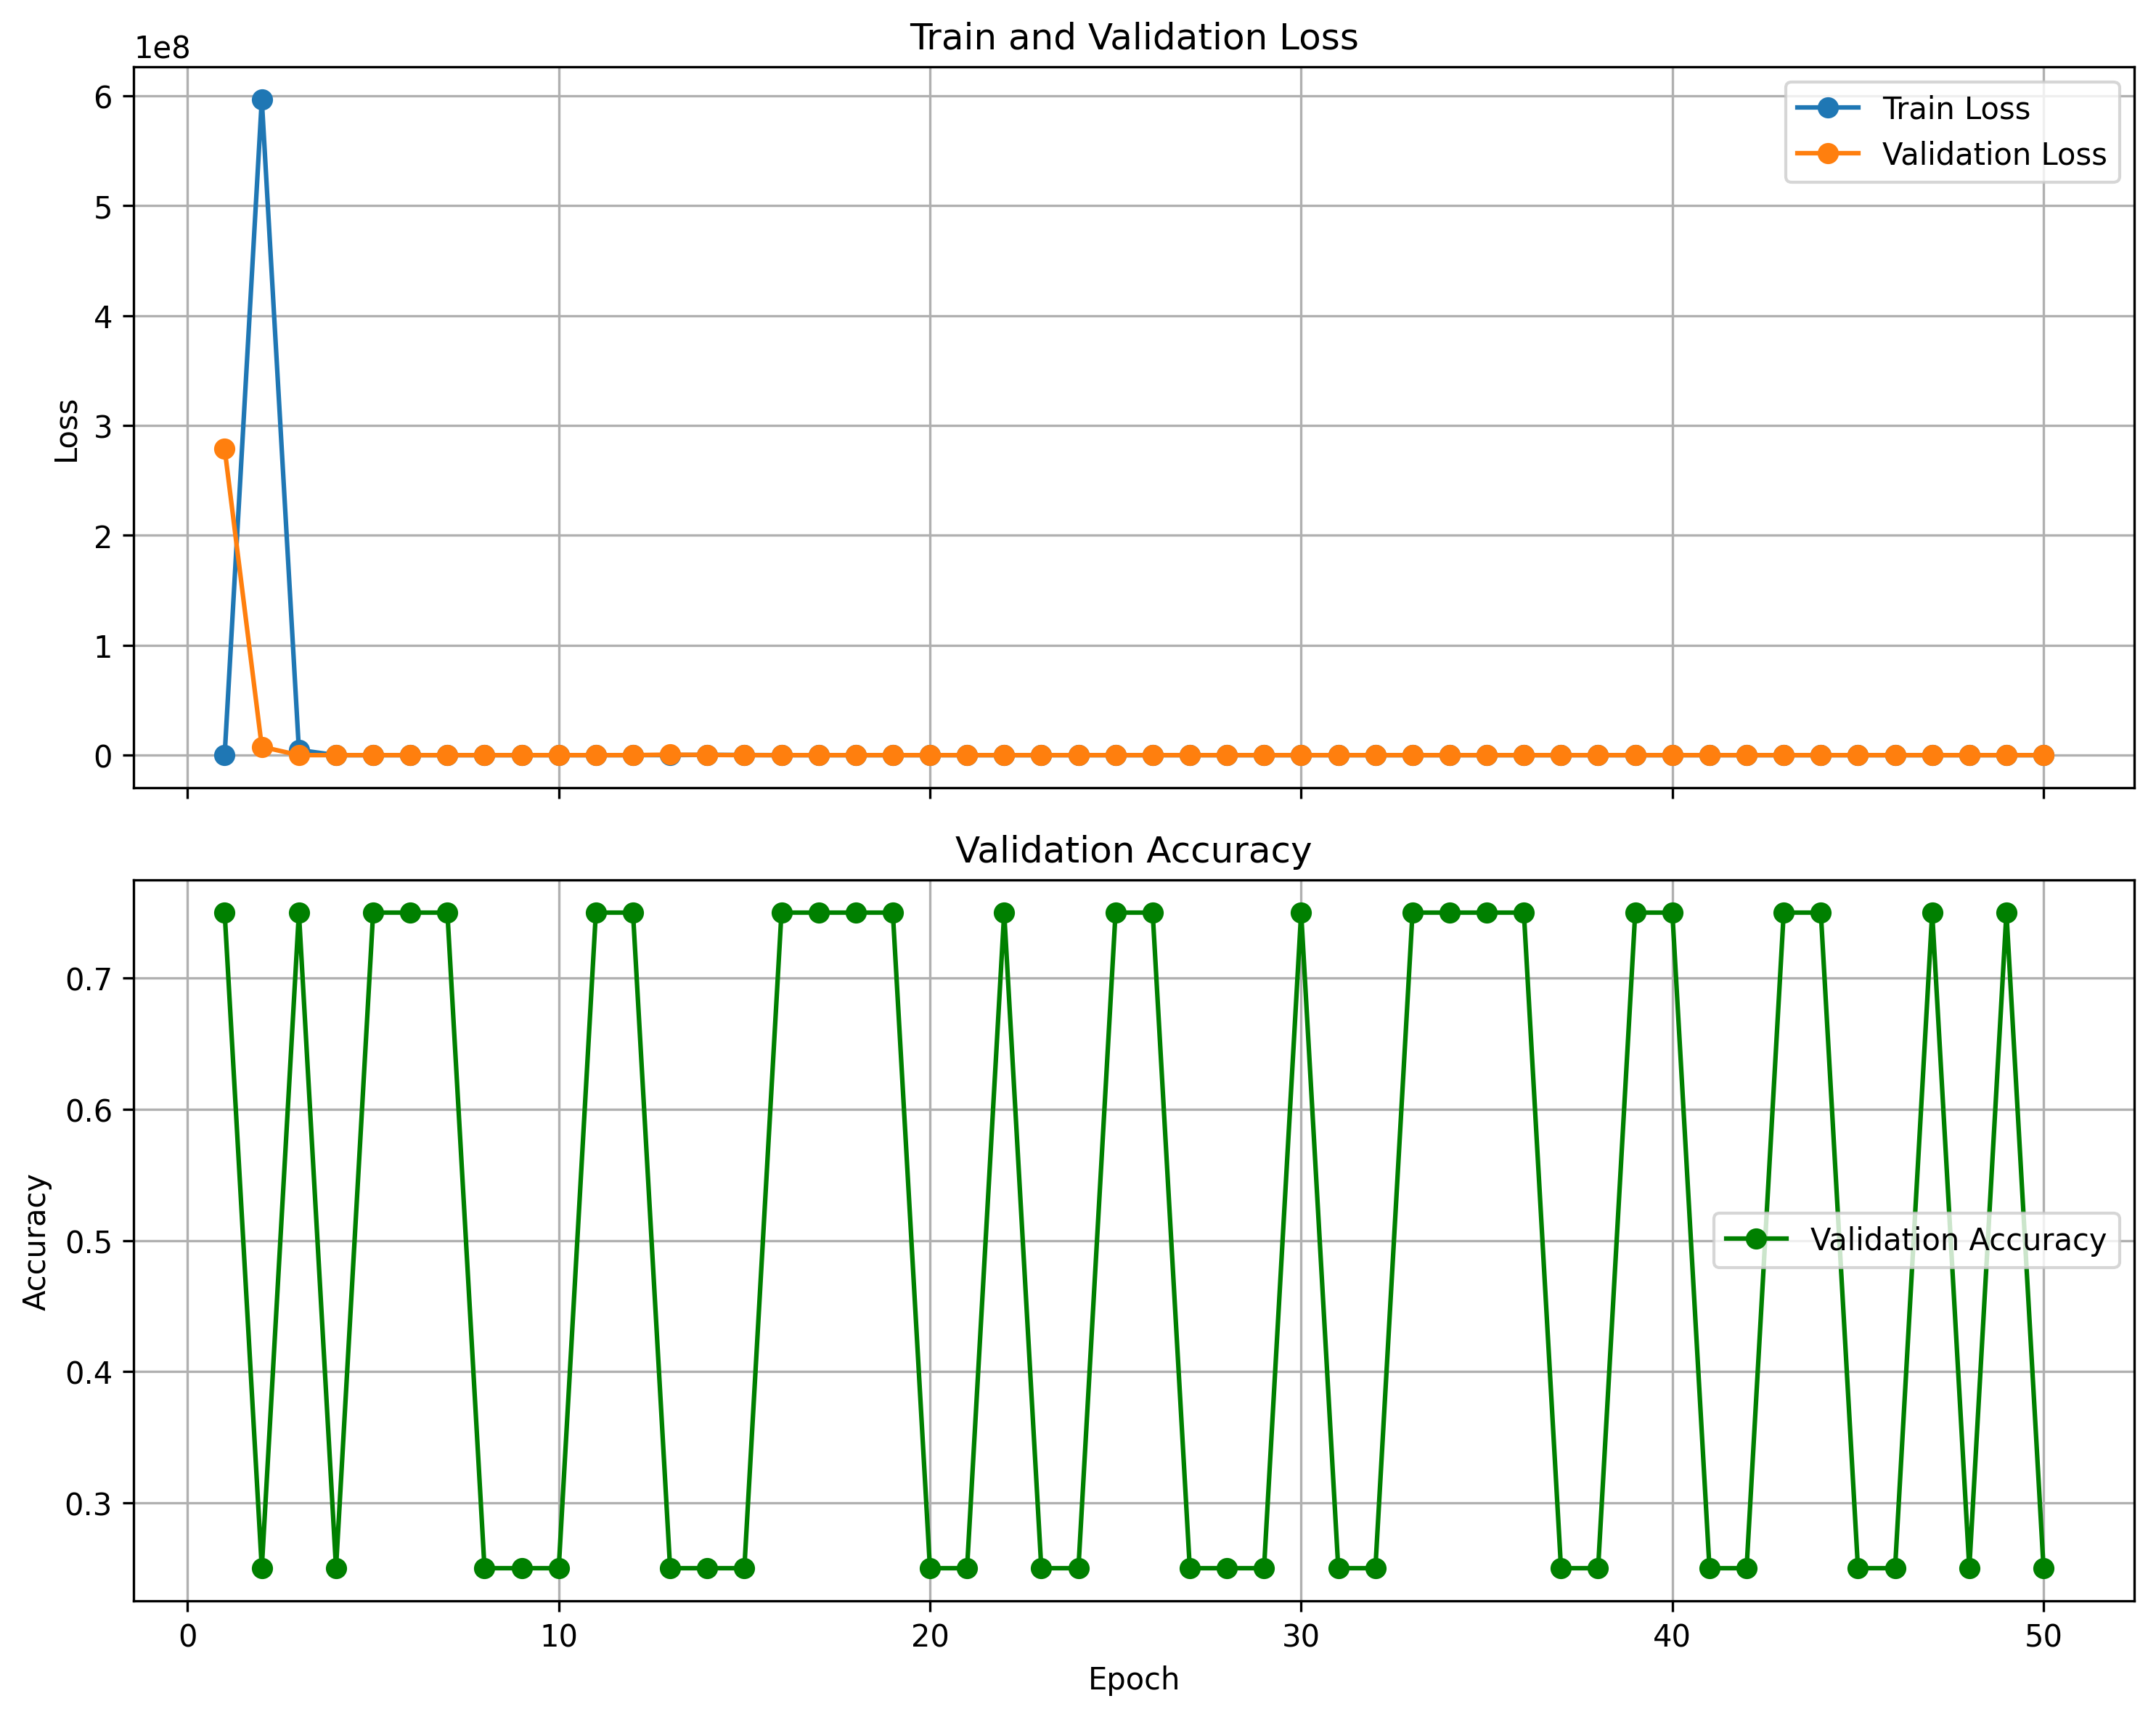 Train and Validation Loss
1e8
6
5
4
3
2
1
0
Loss
Train Loss
Validation Loss
Validation Accuracy
0.7
0.6
0.5
0.4
0.3
Accuracy
Validation Accuracy
0 10 20 30 40 50
Epoch